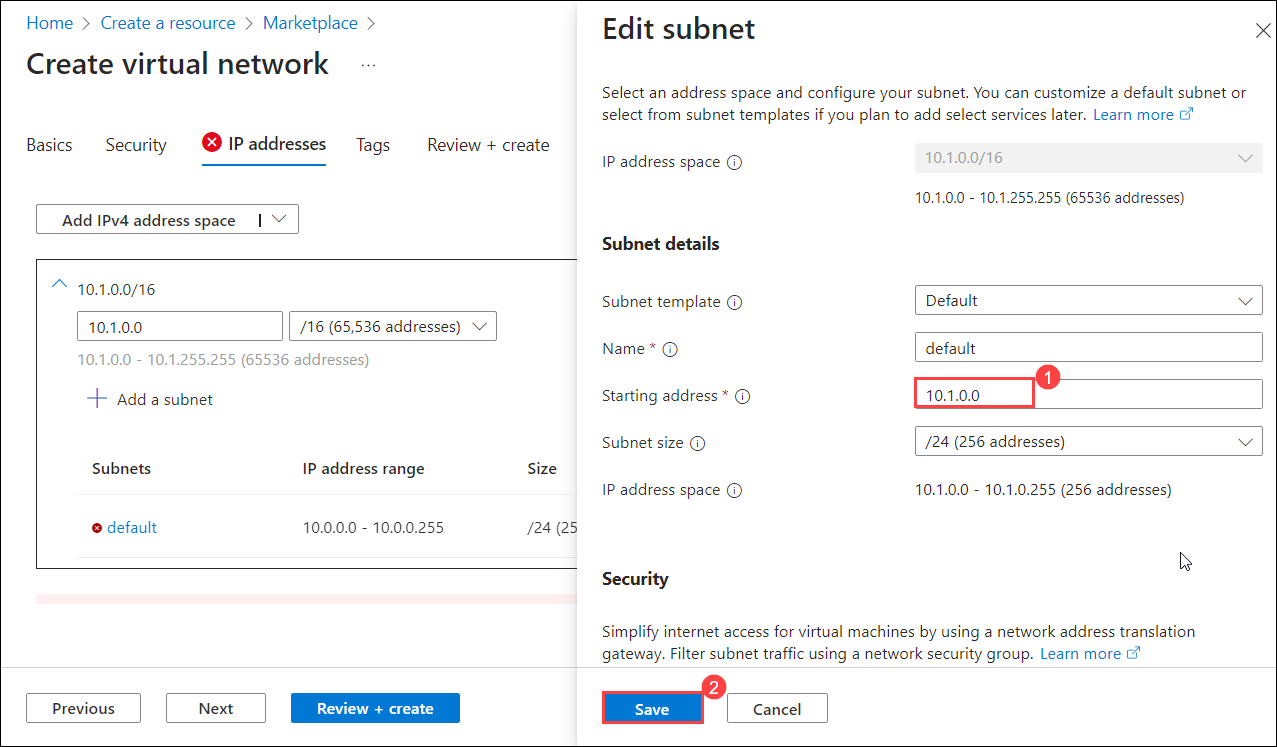 Home > Create a resource > Marketplace >
Create virtual network ...
Basics Security IP addresses Tags Review + create
Add IPv4 address space
10.1.0.0/16
10.1.0.0 /16 (65,536 addresses)
10.1.0.0 - 10.1.255.255 (65536 addresses)
+ Add a subnet
Subnets IP address range Size
default 10.0.0.0 - 10.0.0.255 /24 (25
Previous Next Review + create
Edit subnet
Select an address space and configure your subnet. You can customize a default subnet or
select from subnet templates if you plan to add select services later. Learn more
IP address space 10.1.0.0/16
10.1.0.0 - 10.1.255.255 (65536 addresses)
Subnet details
Subnet template Default
Name * default
Starting address * 10.1.0.0 1
Subnet size /24 (256 addresses)
IP address space 10.1.0.0 - 10.1.0.255 (256 addresses)
Security
Simplify internet access for virtual machines by using a network address translation
gateway. Filter subnet traffic using a network security group. Learn more
Save 2 Cancel